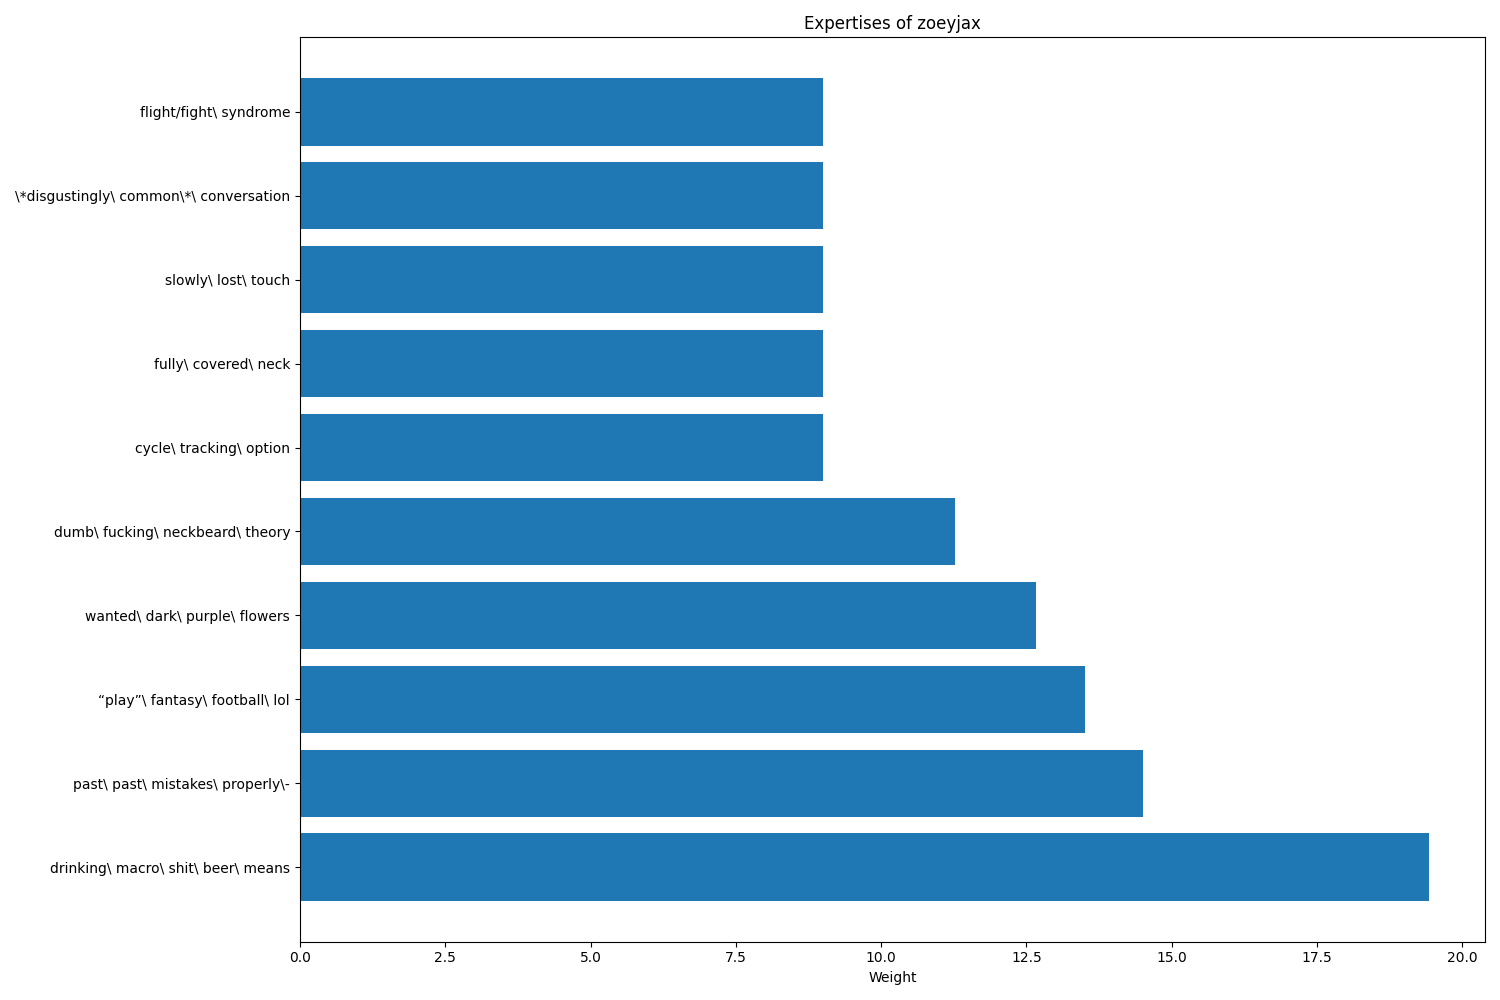 Expertises of zoeyjax
flight/fight\ syndrome
\*disgustingly\ common\*\ conversation
slowly\ lost\ touch
fully\ covered\ neck
cycle\ tracking\ option
dumb\ fucking\ neckbeard\ theory
wanted\ dark\ purple\ flowers
“play”\ fantasy\ football\ lol
past\ past\ mistakes\ properly\-
drinking\ macro\ shit\ beer\ means
0.0 2.5 5.0 7.5 10.0 12.5 15.0 17.5 20.0
Weight